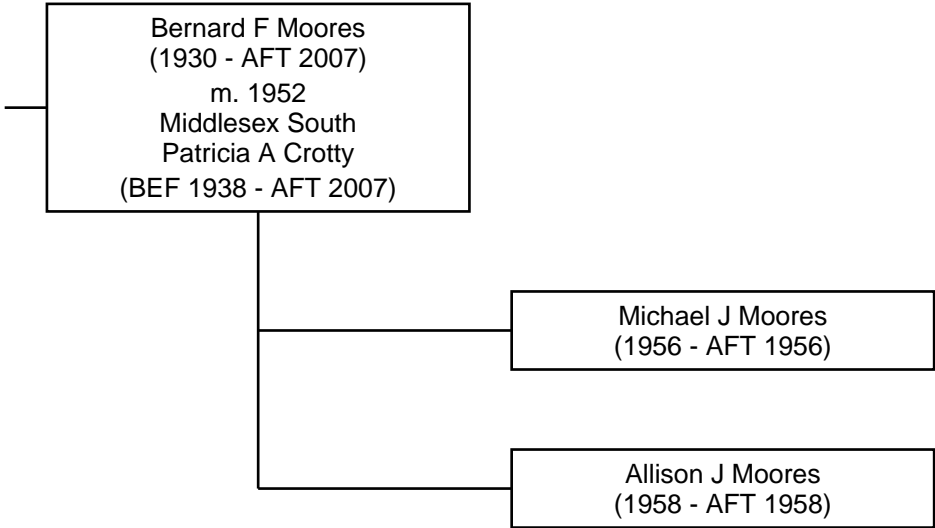 Bernard F Moores
(1930 - AFT 2007)
m. 1952
Middlesex South
Patricia A Crotty
(BEF 1938 - AFT 2007)
Michael J Moores
(1956 - AFT 1956)
Allison J Moores
(1958 - AFT 1958)